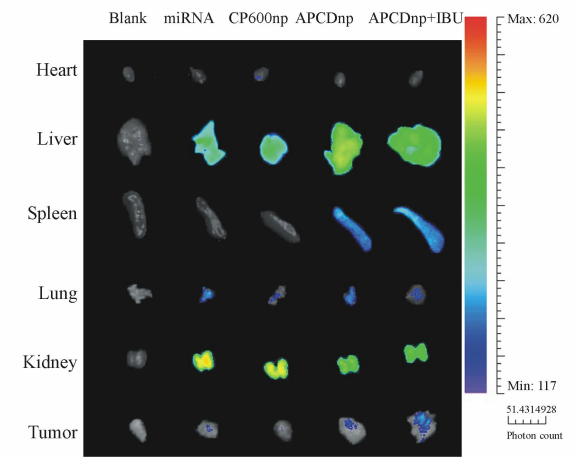 Blank miRNA CP600np APCDnp APCDnp+IBU
Max: 620
Heart
Liver
Spleen
Lung
Kidney
Tumor
Min: 117
51.4314928
Photon count